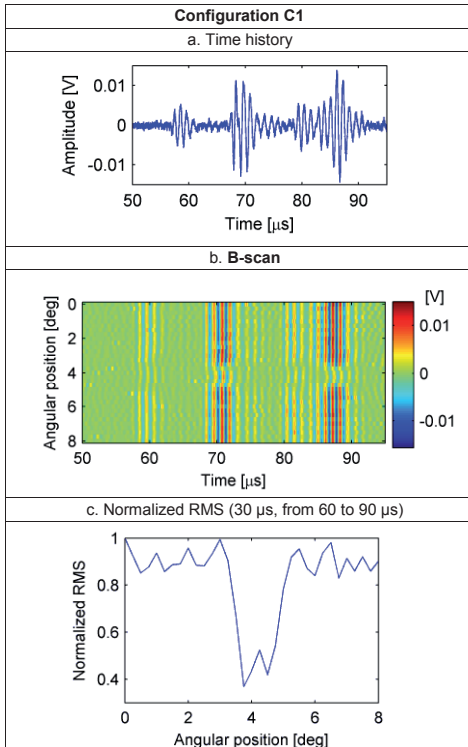 Configuration C1
a. Time history
Amplitude [V]
0.01
0
-0.01
50 60 70 80 90
Time [μs]
b. B-scan
Angular position [deg]
0
2
4
6
8
50 60 70 80 90
Time [μs]
[V]
0.01
0
-0.01
c. Normalized RMS (30 μs, from 60 to 90 μs)
Normalized RMS
1
0.8
0.6
0.4
0 2 4 6 8
Angular position [deg]